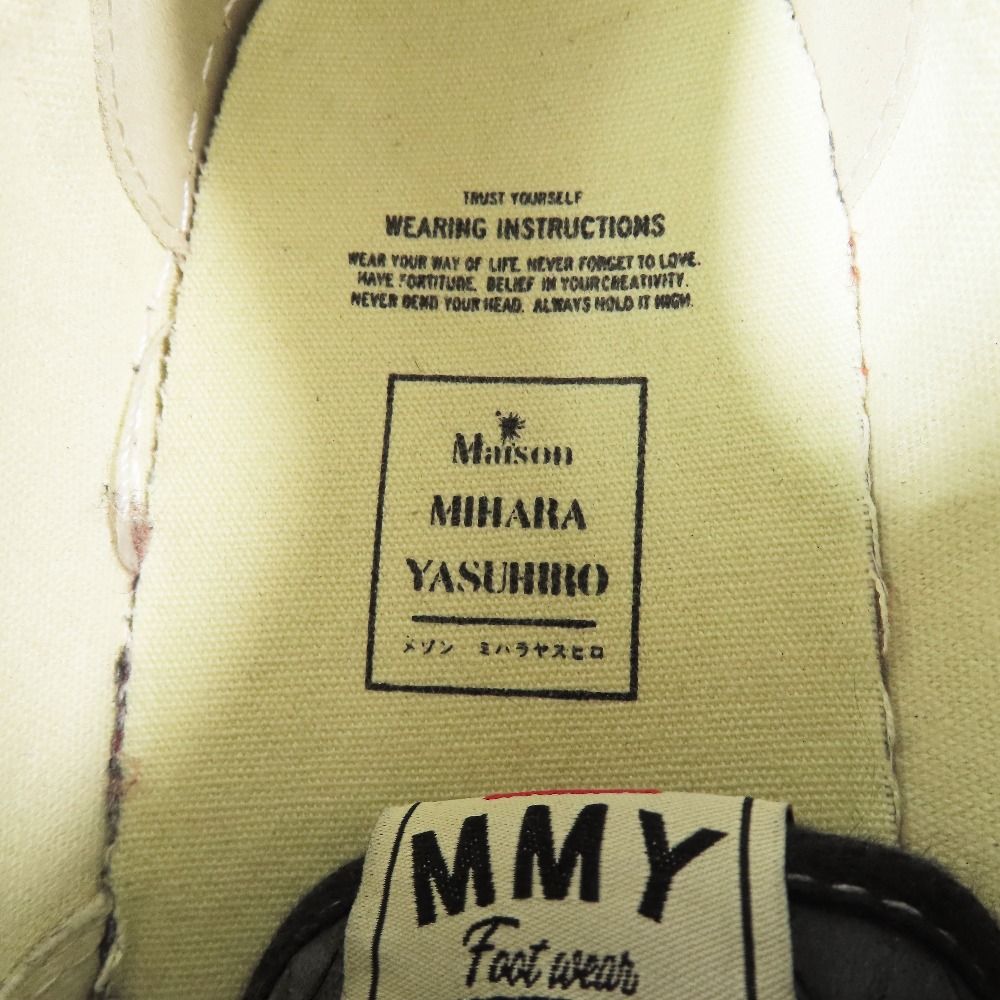 TRUST YOURSELF
WEARING INSTRUCTIONS
WEAR YOUR WAY OF LIFE. NEVER FORGET TO LOVE.
HAVE FORTITUDE. BELIEF IN YOUR CREATIVITY.
NEVER BEND YOUR HEAD. ALWAYS HOLD IT HIGH.
Maison
MIHARA
YASUHIRO
メゾン ミハラヤスヒロ
MMY
Foot wear